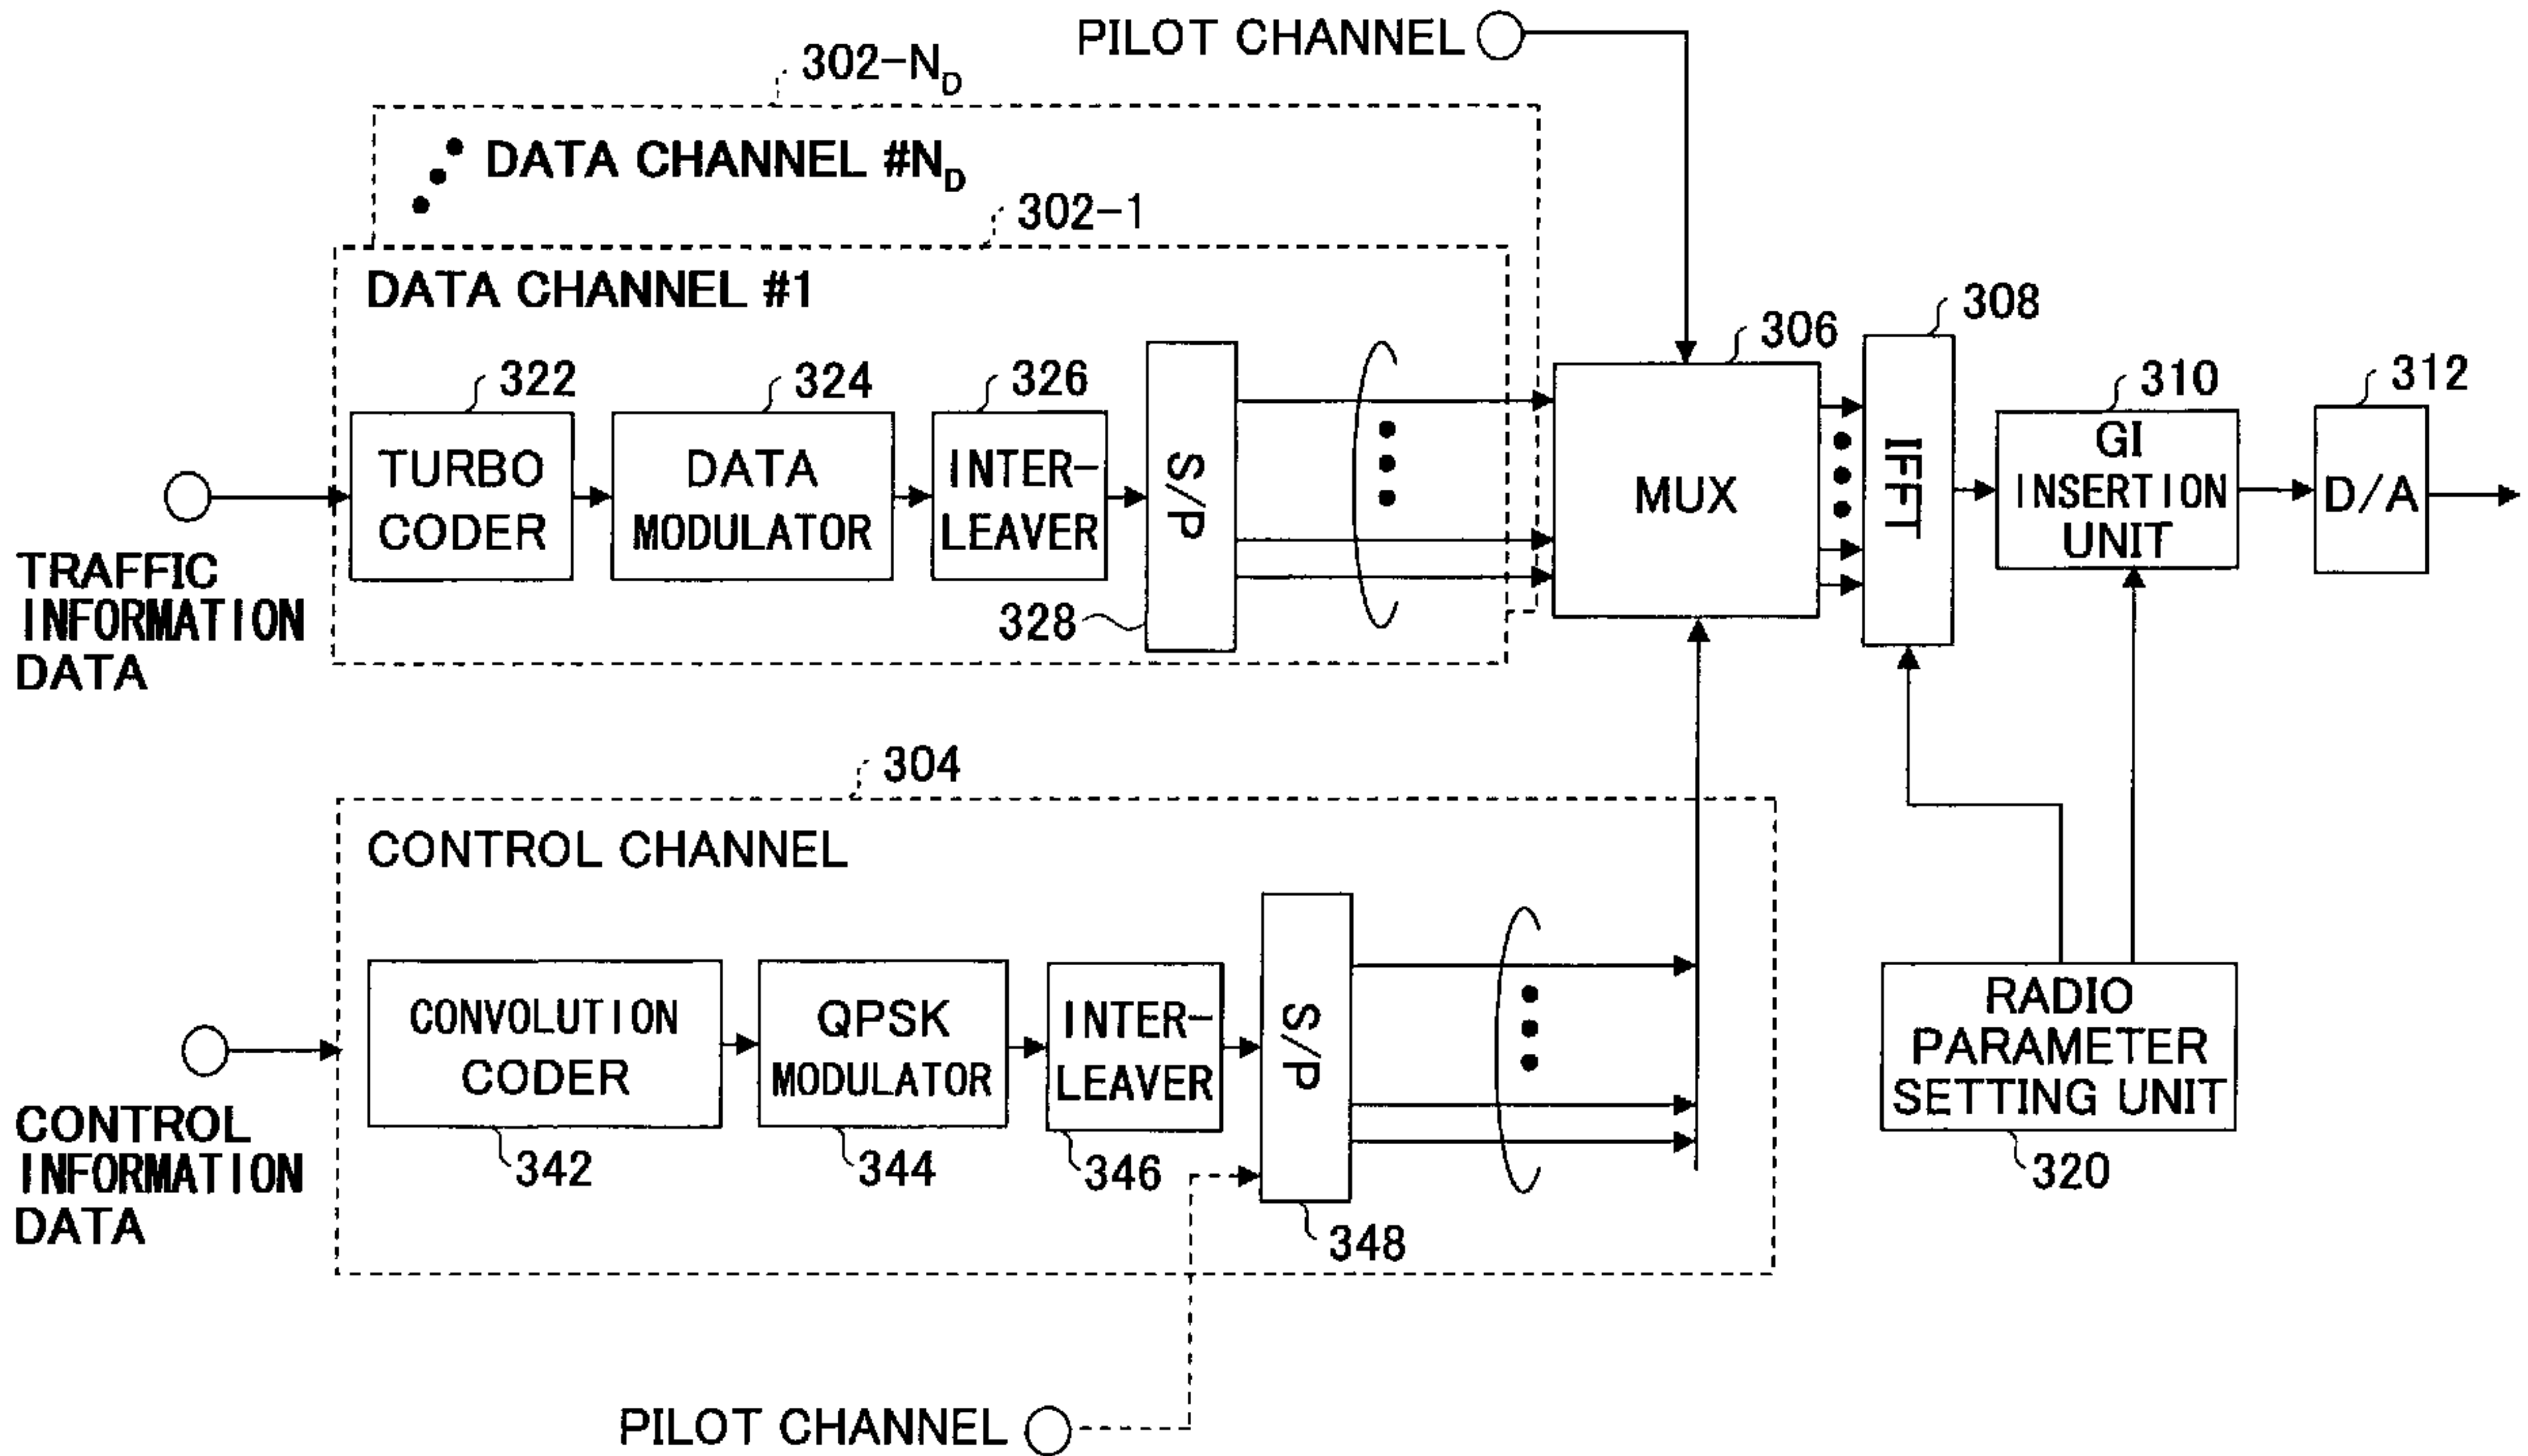 PILOT CHANNEL
302-N_D
DATA CHANNEL #N_D
302-1
DATA CHANNEL #1
322
TURBO
CODER
324
DATA
MODULATOR
326
INTER-
LEAVER
S/P
328
306
MUX
308
IFFT
310
GI
INSERTION
UNIT
312
D/A
TRAFFIC
INFORMATION
DATA
304
CONTROL CHANNEL
CONVOLUTION
CODER
342
QPSK
MODULATOR
344
INTER-
LEAVER
346
S/P
348
RADIO
PARAMETER
SETTING UNIT
320
CONTROL
INFORMATION
DATA
PILOT CHANNEL